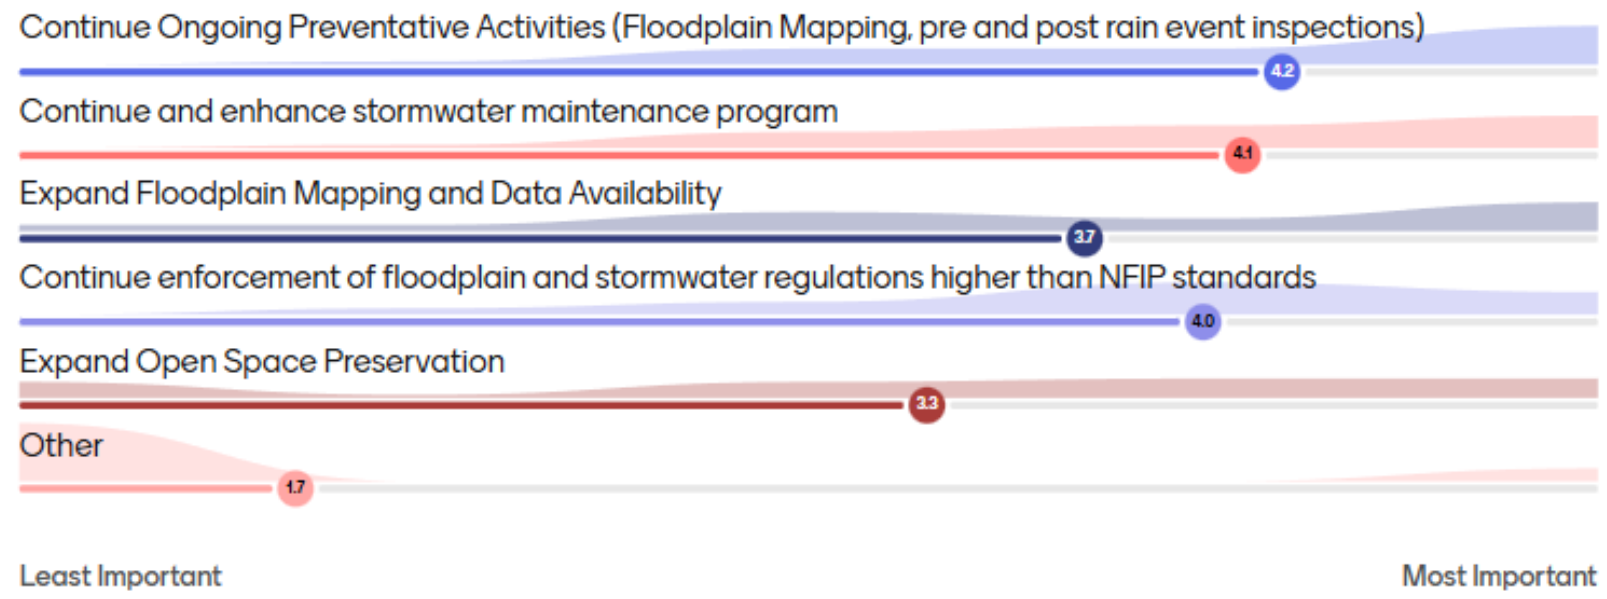 Continue Ongoing Preventative Activities (Floodplain Mapping, pre and post rain event inspections)
4.2
Continue and enhance stormwater maintenance program
4.1
Expand Floodplain Mapping and Data Availability
3.7
Continue enforcement of floodplain and stormwater regulations higher than NFIP standards
4.0
Expand Open Space Preservation
3.3
Other
1.7
Least Important Most Important